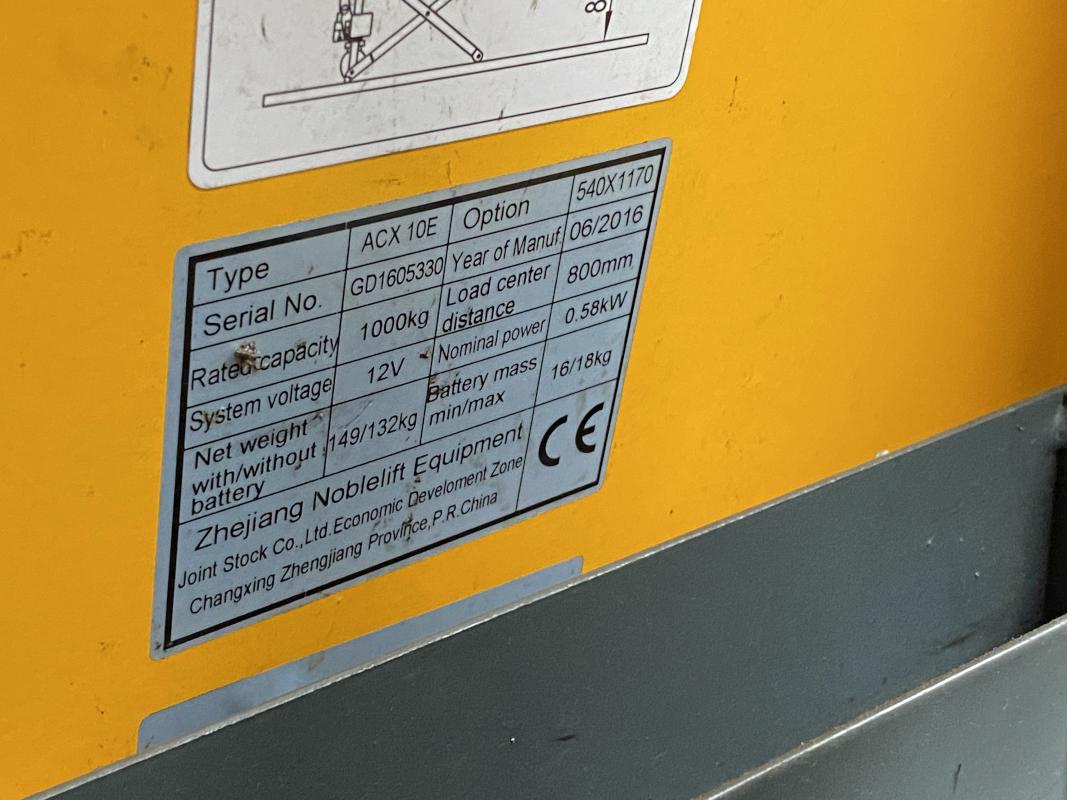 8
Type ACX 10E Option 540X1170
Serial No. GD1605330 Year of Manuf. 06/2016
Rated capacity 1000kg Load center distance 800mm
System voltage 12V Nominal power 0.58kW
Net weight with/without battery 149/132kg Battery mass min/max 16/18kg
Zhejiang Noblelift Equipment
Joint Stock Co.,Ltd.Economic Develoment Zone
Changxing Zhengjiang Province,P.R.China
CE